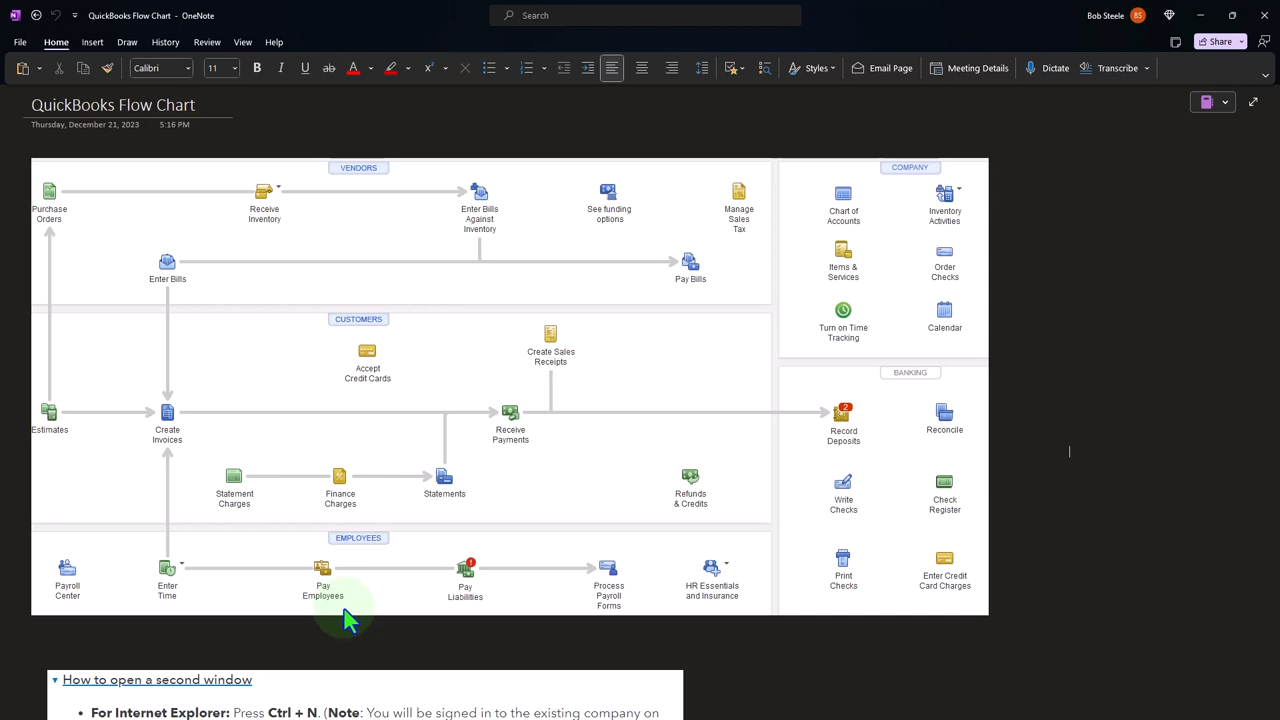 QuickBooks Flow Chart - OneNote
Search
Bob Steele
BS
File Home Insert Draw History Review View Help
Share
Calibri 11 B I U ab A Styles Email Page Meeting Details Dictate Transcribe
QuickBooks Flow Chart
Thursday, December 21, 2023 5:16 PM
VENDORS
Purchase
Orders
Receive
Inventory
Enter Bills
Against
Inventory
See funding
options
Manage
Sales
Tax
Enter Bills
Pay Bills
CUSTOMERS
Accept
Credit Cards
Create Sales
Receipts
Estimates
Create
Invoices
Receive
Payments
Statement
Charges
Finance
Charges
Statements
Refunds
& Credits
EMPLOYEES
Payroll
Center
Enter
Time
Pay
Employees
Pay
Liabilities
Process
Payroll
Forms
HR Essentials
and Insurance
COMPANY
Chart of
Accounts
Inventory
Activities
Items &
Services
Order
Checks
Turn on Time
Tracking
Calendar
BANKING
2
Record
Deposits
Reconcile
Write
Checks
Check
Register
Print
Checks
Enter Credit
Card Charges
How to open a second window
• For Internet Explorer: Press Ctrl + N. (Note: You will be signed in to the existing company on